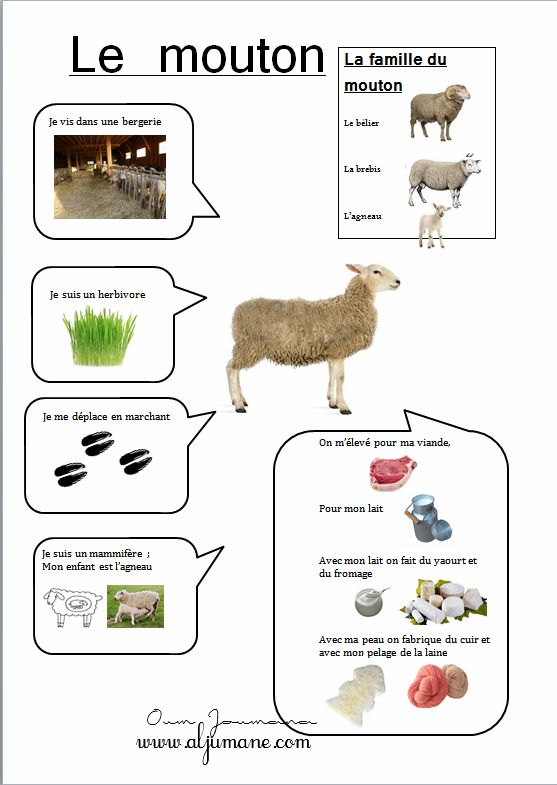 Le mouton
La famille du
mouton
Le bélier
La brebis
L'agneau
Je vis dans une bergerie
Je suis un herbivore
Je me déplace en marchant
Je suis un mammifère ;
Mon enfant est l'agneau
On m'élevé pour ma viande,
Pour mon lait
Avec mon lait on fait du yaourt et
du fromage
Avec ma peau on fabrique du cuir et
avec mon pelage de la laine
Oum Joumana
www.aljumane.com